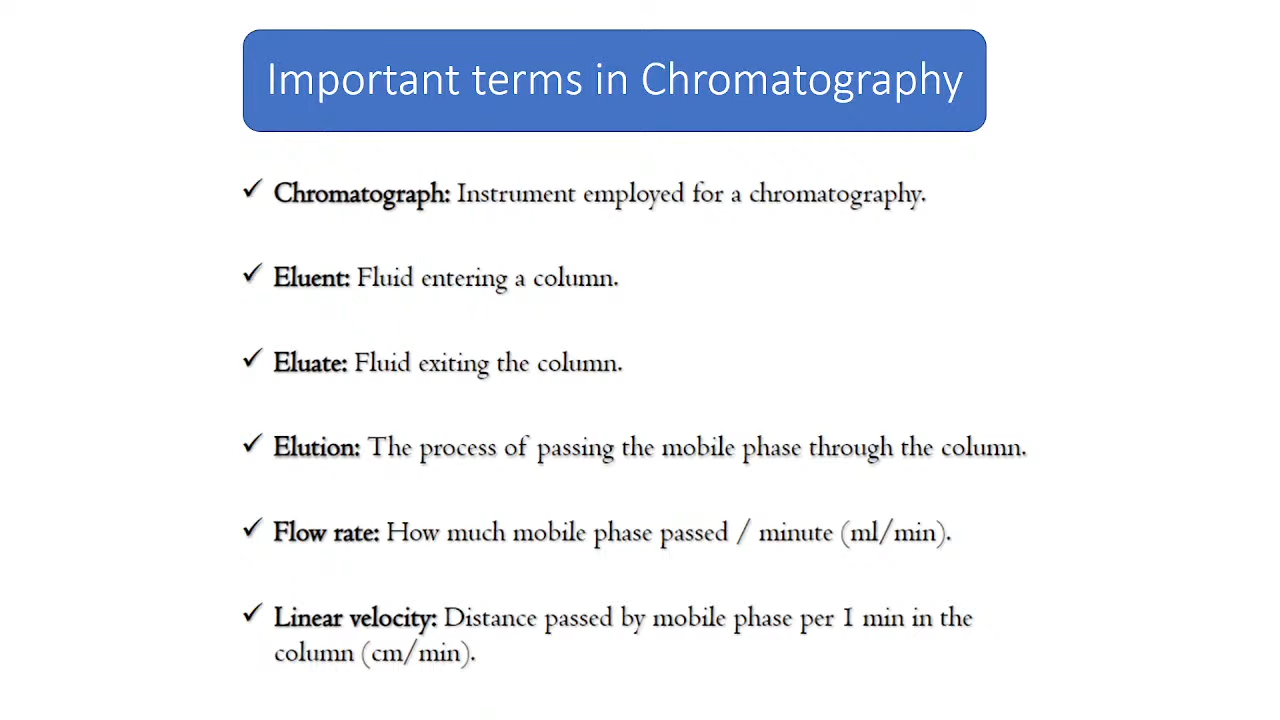 Important terms in Chromatography
✓ Chromatograph: Instrument employed for a chromatography.
✓ Eluent: Fluid entering a column.
✓ Eluate: Fluid exiting the column.
✓ Elution: The process of passing the mobile phase through the column.
✓ Flow rate: How much mobile phase passed / minute (ml/min).
✓ Linear velocity: Distance passed by mobile phase per 1 min in the
column (cm/min).